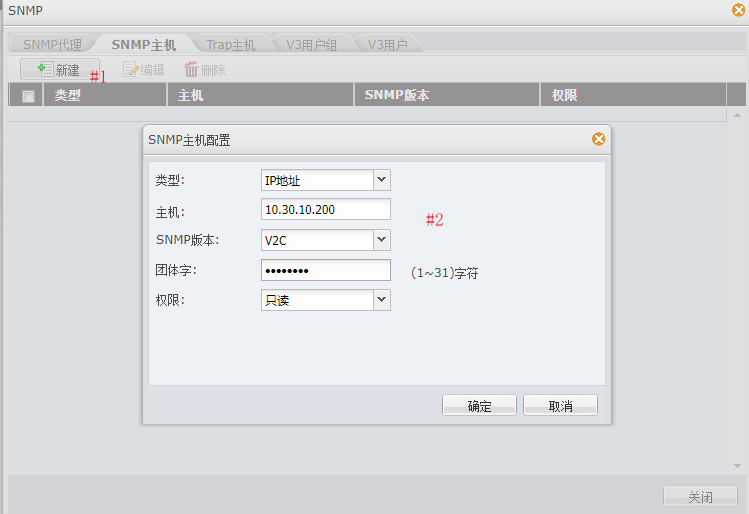 SNMP
SNMP代理 SNMP主机 Trap主机 V3用户组 V3用户
新建 #1 编辑 删除
类型 主机 SNMP版本 权限
SNMP主机配置
类型: IP地址
主机: 10.30.10.200 #2
SNMP版本: V2C
团体字: •••••••• (1~31)字符
权限: 只读
确定 取消
关闭